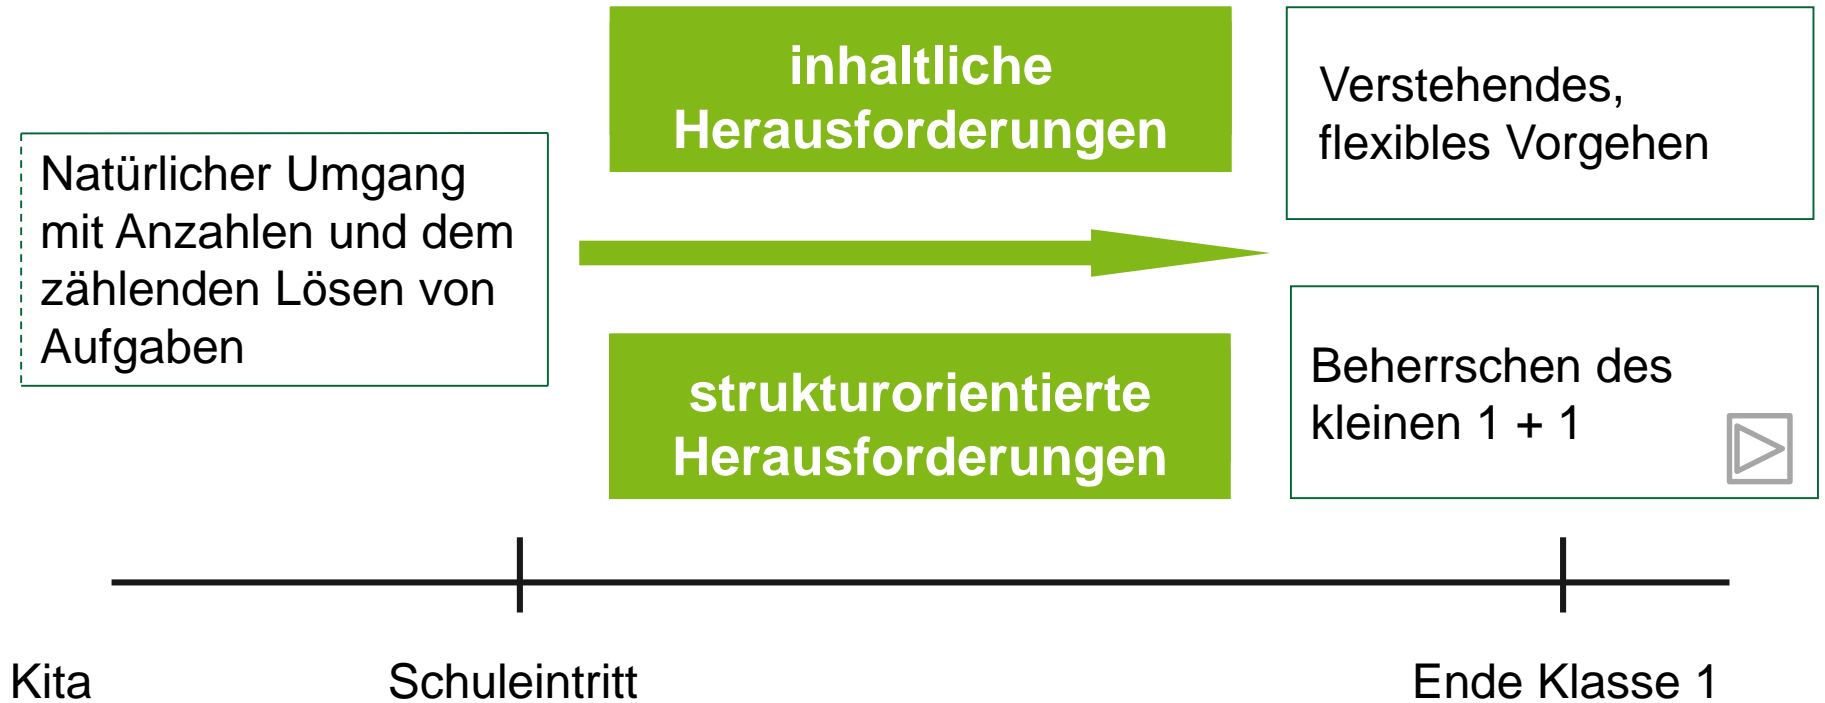 Natürlicher Umgang
mit Anzahlen und dem
zählenden Lösen von
Aufgaben
inhaltliche
Herausforderungen
strukturorientierte
Herausforderungen
Verstehendes,
flexibles Vorgehen
Beherrschen des
kleinen 1 + 1
Kita
Schuleintritt
Ende Klasse 1